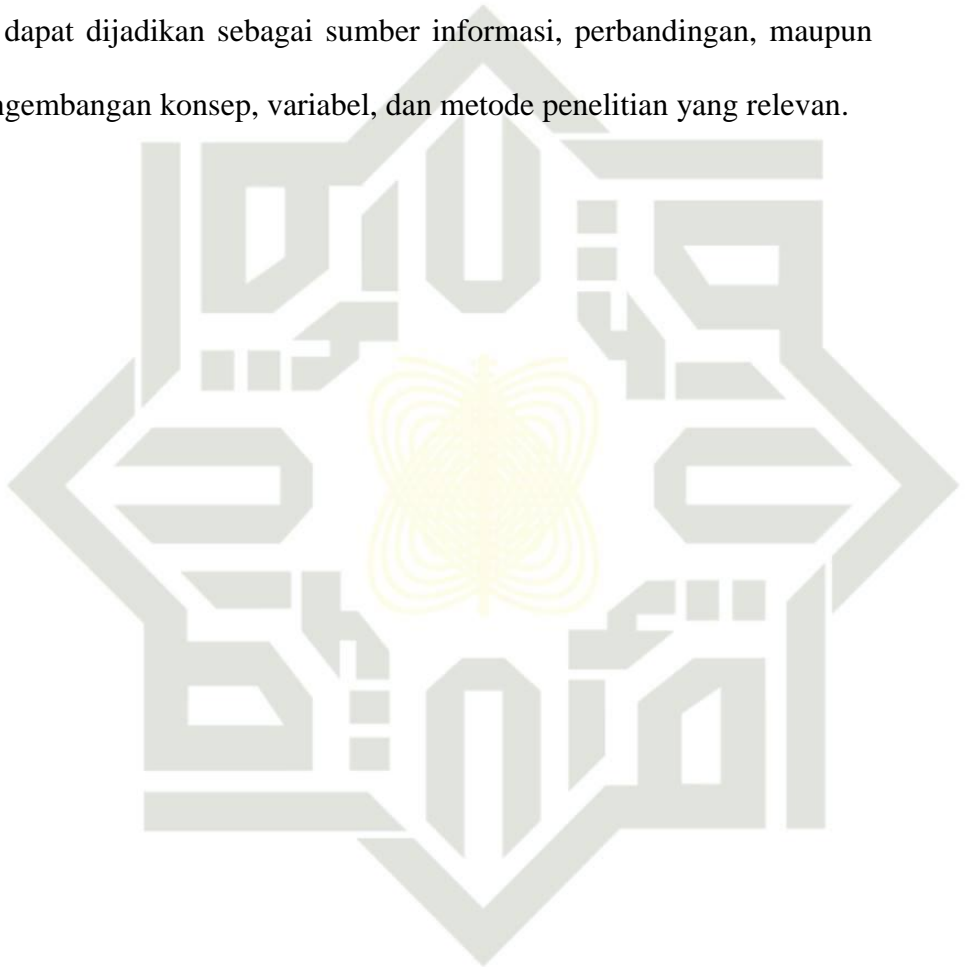 dapat dijadikan sebagai sumber informasi, perbandingan, maupun
ngembangan konsep, variabel, dan metode penelitian yang relevan.